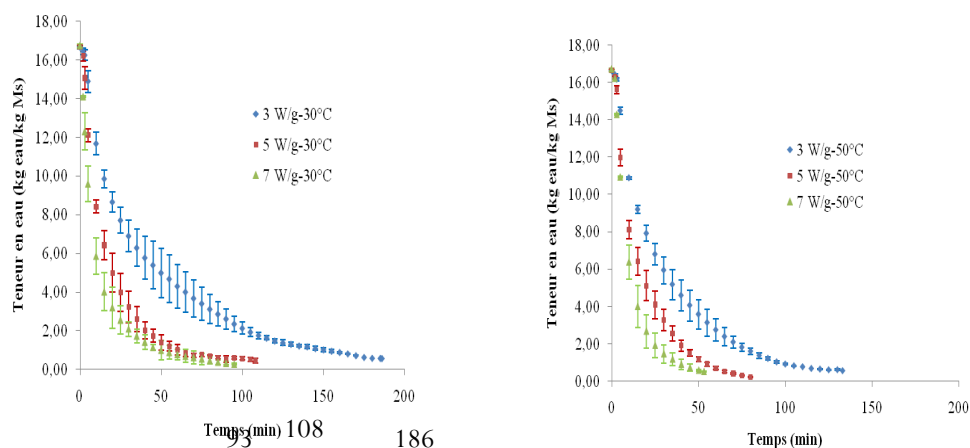 18,00
16,00
14,00
12,00
10,00
8,00
6,00
4,00
2,00
0,00
Teneur en eau (kg eau/kg Ms)
3 W/g-30°C
5 W/g-30°C
7 W/g-30°C
0 50 100 150 200
Temps (min)
93 108 186
18,00
16,00
14,00
12,00
10,00
8,00
6,00
4,00
2,00
0,00
Teneur en eau (kg eau/kg Ms)
3 W/g-50°C
5 W/g-50°C
7 W/g-50°C
0 50 100 150 200
Temps (min)